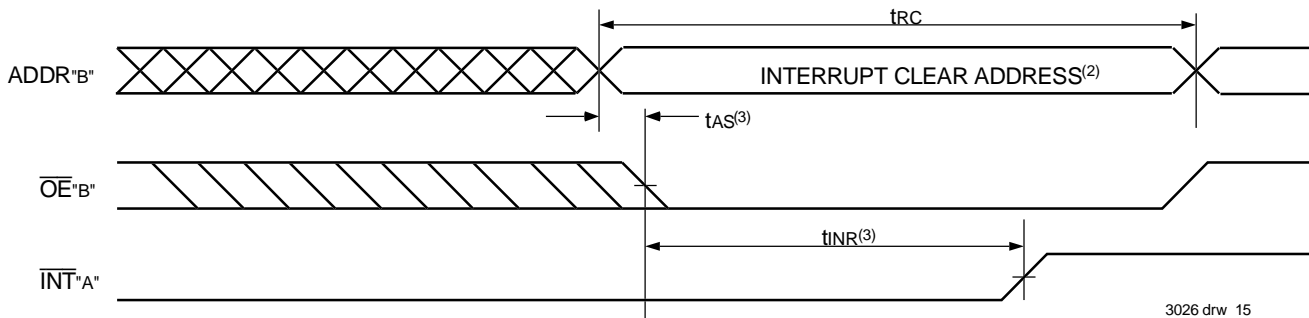 tRC
ADDR"B"
INTERRUPT CLEAR ADDRESS(2)
tAS(3)
OE"B"
tINR(3)
INT"A"
3026 drw 15